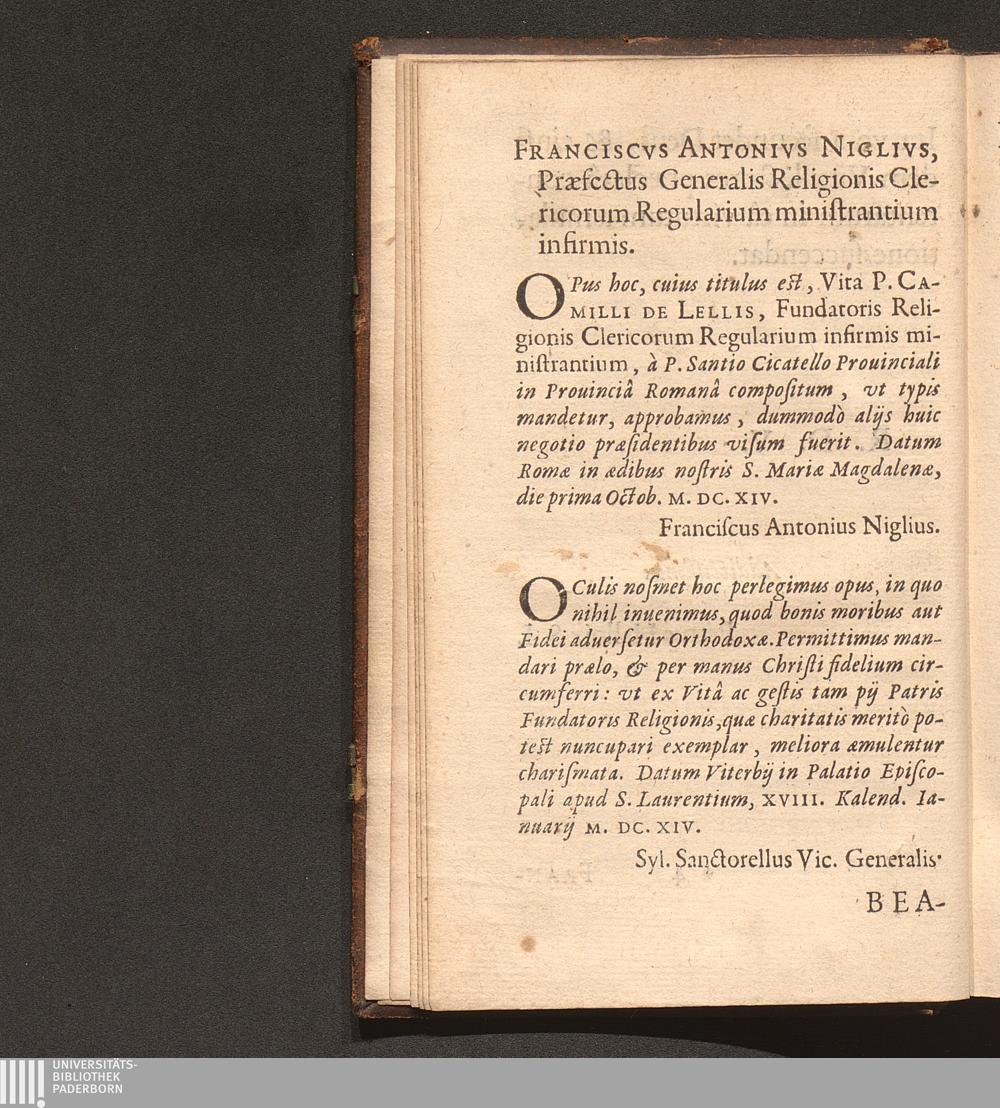 FRANCISCVS ANTONIVS NIGLIVS,
Præfectus Generalis Religionis Cle-
ricorum Regularium miniſtrantium
infirmis.
OPus hoc, cuius titulus eſt, Vita P. CA-
MILLI DE LELLIS, Fundatoris Reli-
gionis Clericorum Regularium infirmis mi-
niſtrantium, à P. Santio Cicatello Prouinciali
in Prouinciâ Romanâ compoſitum, vt typis
mandetur, approbamus, dummodò alijs huic
negotio præſidentibus viſum fuerit. Datum
Romæ in ædibus noſtris S. Mariæ Magdalenæ,
die prima Octob. M. DC. XIV.
Franciſcus Antonius Niglius.
OCulis noſmet hoc perlegimus opus, in quo
nihil inuenimus, quod bonis moribus aut
Fidei aduerſetur Orthodoxæ. Permittimus man-
dari prælo, & per manus Chriſti fidelium cir-
cumferri: vt ex Vitâ ac geſtis tam pij Patris
Fundatoris Religionis, quæ charitatis meritò po-
teſt nuncupari exemplar, meliora æmulentur
chariſmata. Datum Viterbij in Palatio Epiſco-
pali apud S. Laurentium, XVIII. Kalend. Ia-
nuarij M. DC. XIV.
Syl. Sanctorellus Vic. Generalis.
BEA-
UNIVERSITÄTS-
BIBLIOTHEK
PADERBORN